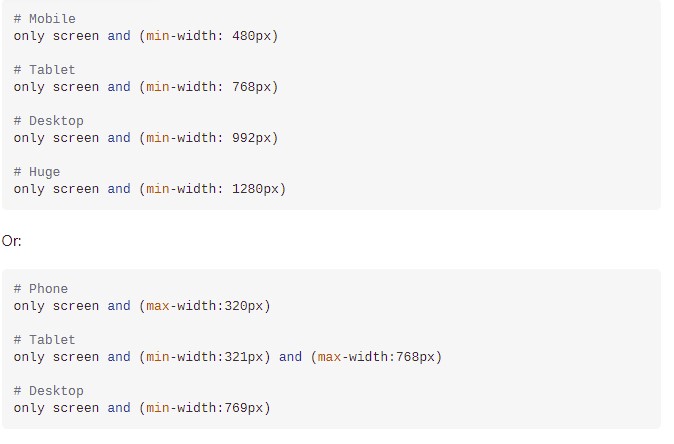 # Mobile
only screen and (min-width: 480px)
# Tablet
only screen and (min-width: 768px)
# Desktop
only screen and (min-width: 992px)
# Huge
only screen and (min-width: 1280px)
Or:
# Phone
only screen and (max-width:320px)
# Tablet
only screen and (min-width:321px) and (max-width:768px)
# Desktop
only screen and (min-width:769px)